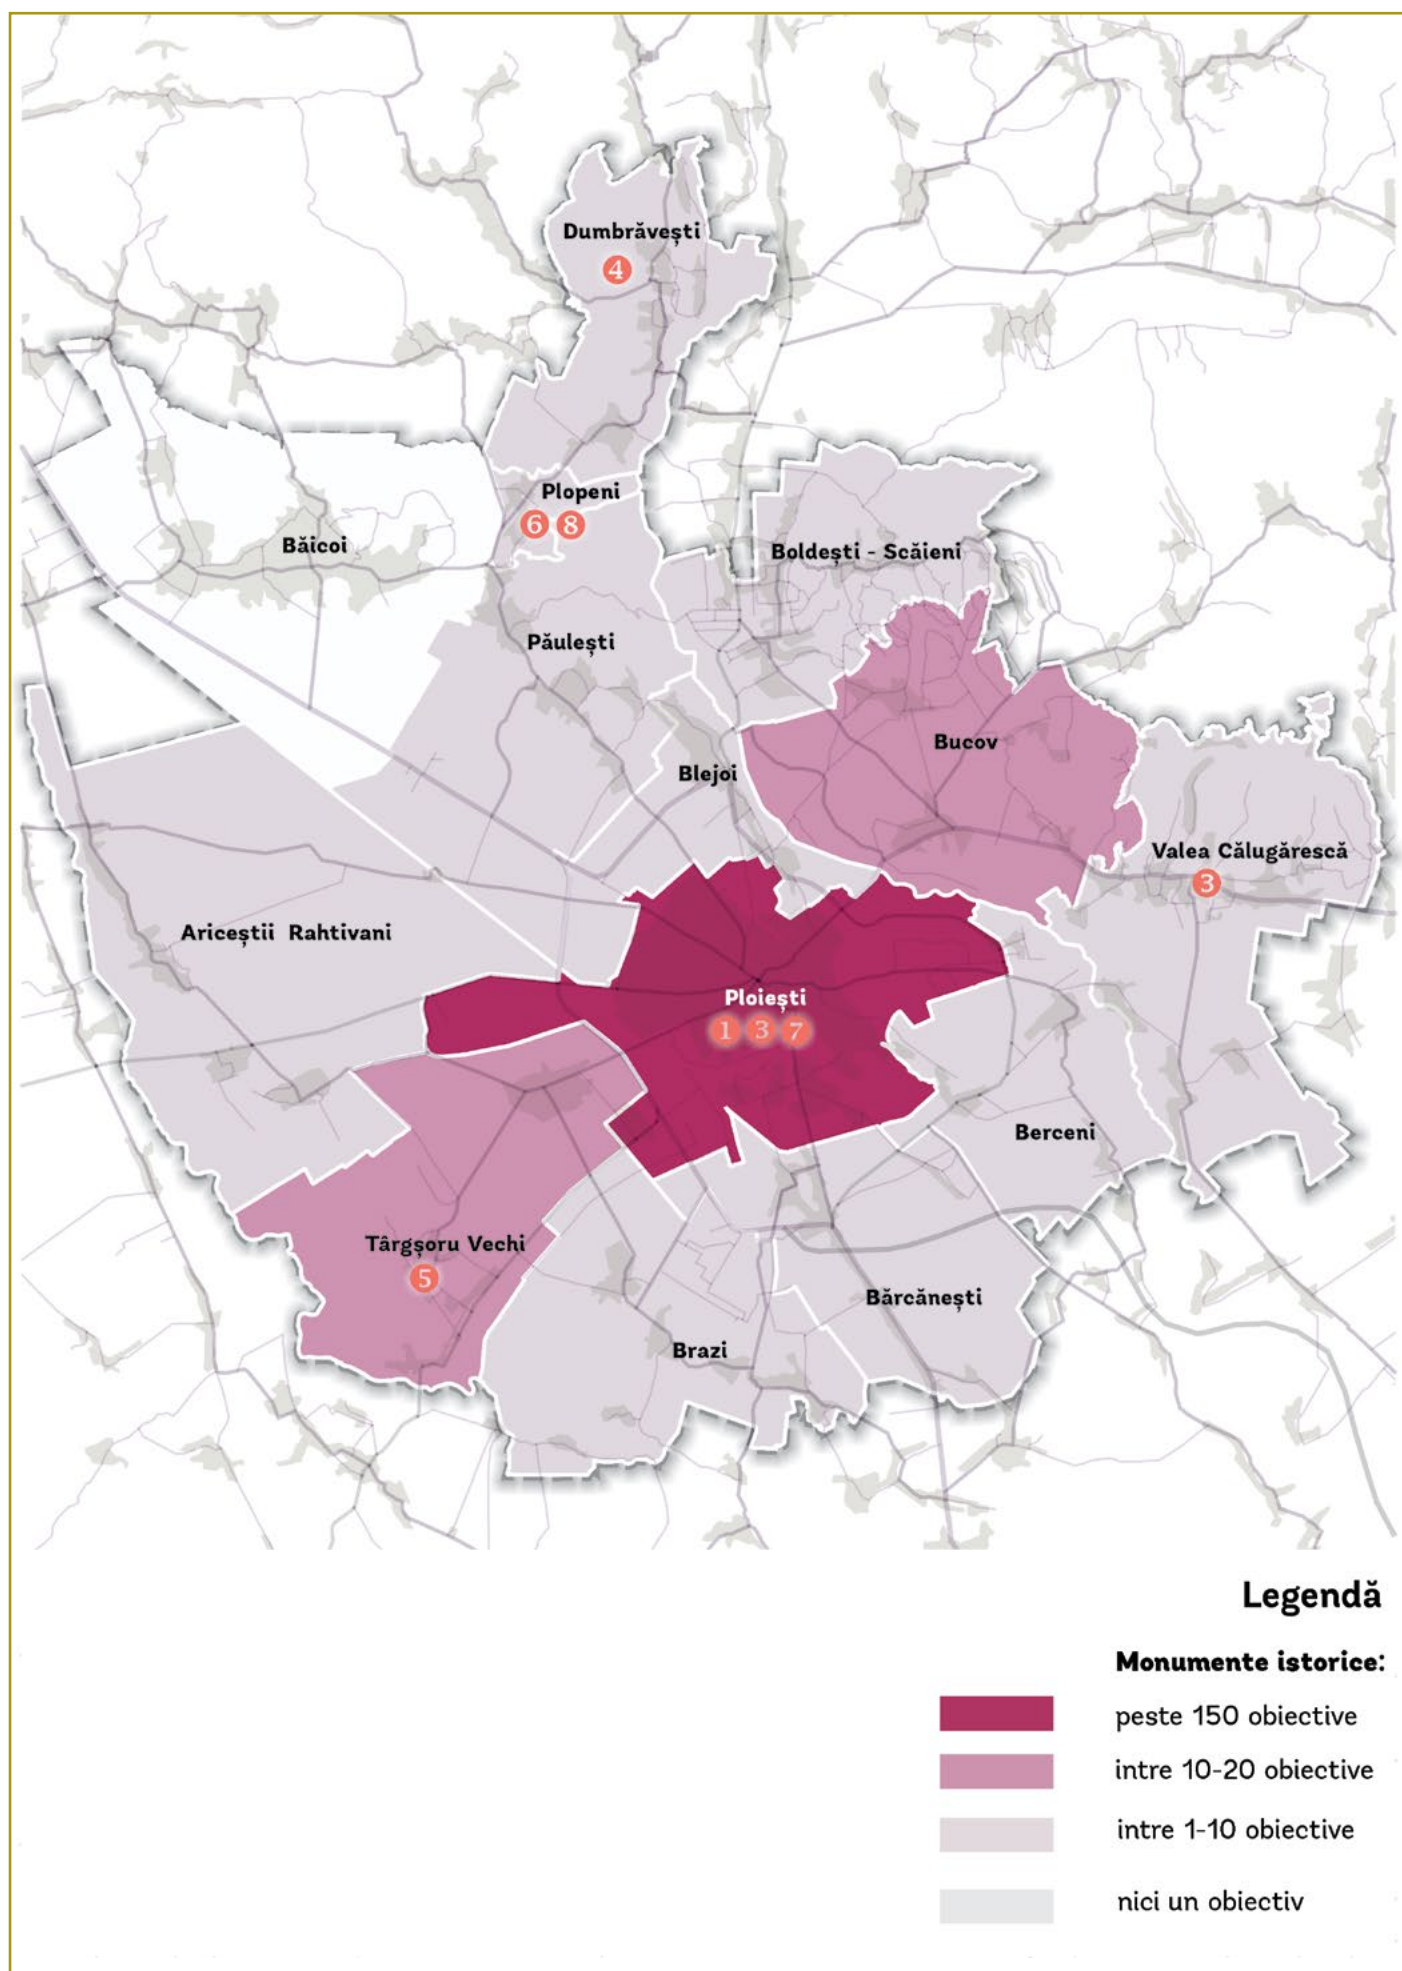 Dumbrăvești
4
Plopeni
6 8
Băicoi
Boldești - Scăieni
Păulești
Bucov
Blejoi
Valea Călugărescă
3
Ariceștii Rahtivani
Ploiești
1 3 7
Berceni
Târgșoru Vechi
5
Bărcănești
Brazi
Legendă
Monumente istorice:
peste 150 obiective
intre 10-20 obiective
intre 1-10 obiective
nici un obiectiv